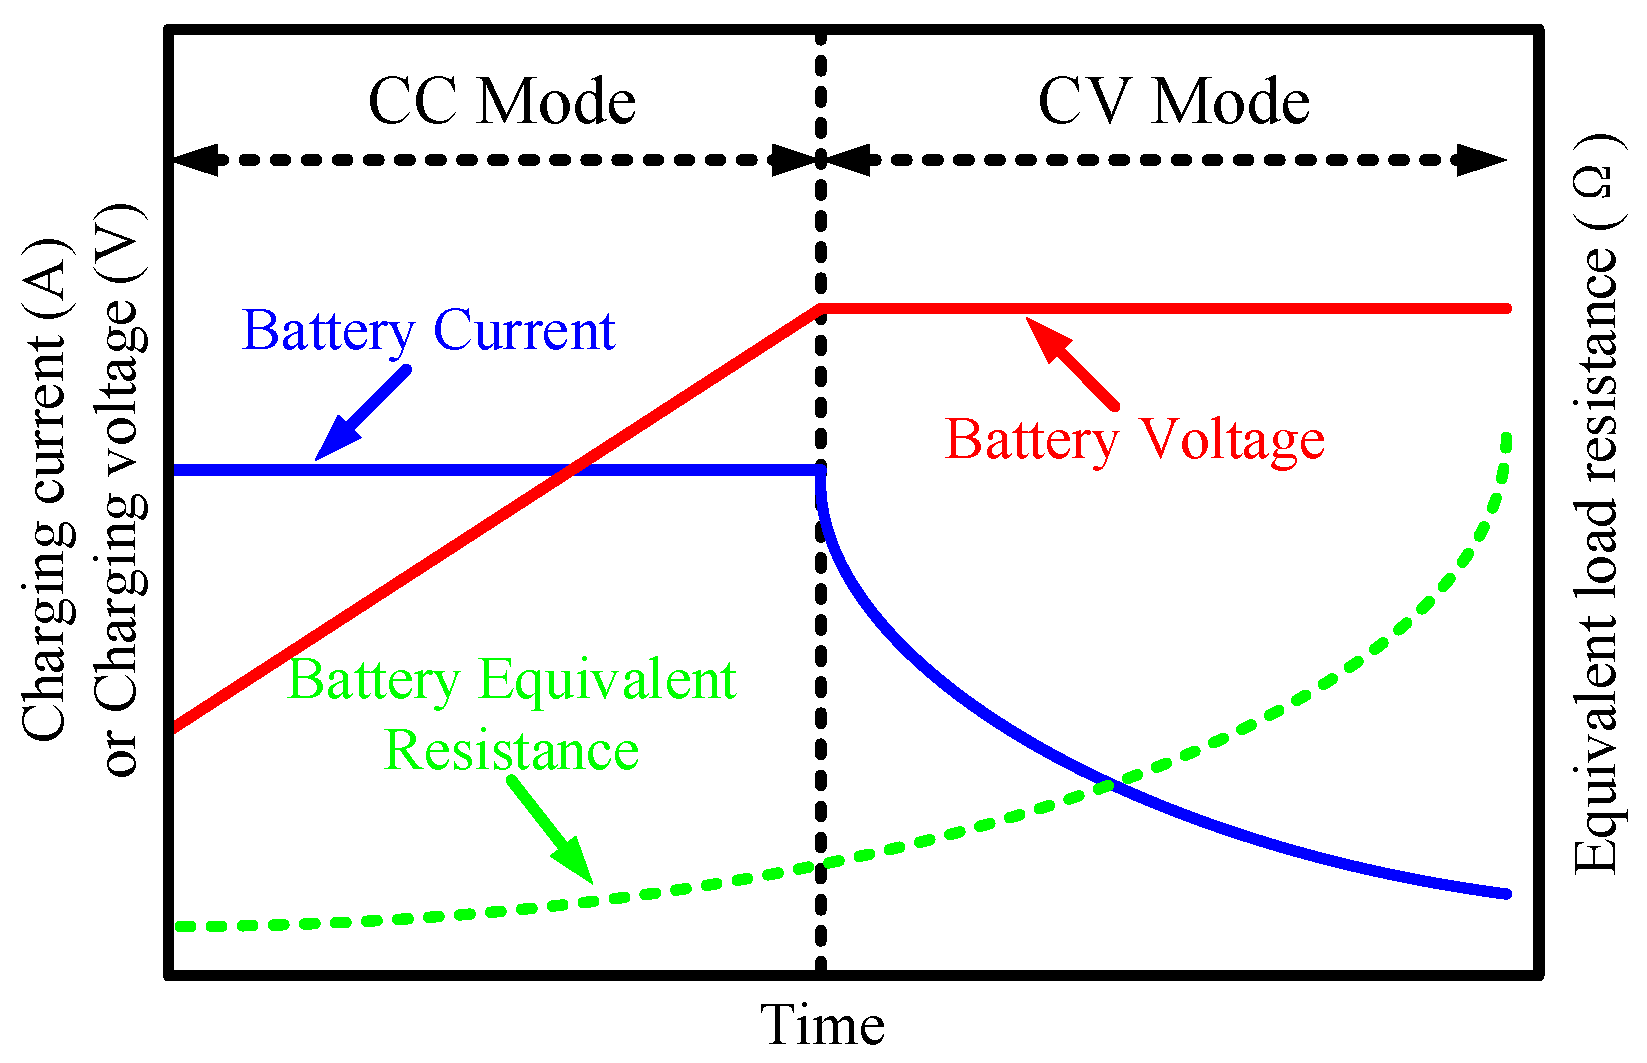 CC Mode
CV Mode
Charging current (A)
or Charging voltage (V)
Battery Current
Battery Voltage
Battery Equivalent
Resistance
Equivalent load resistance ( Ω )
Time